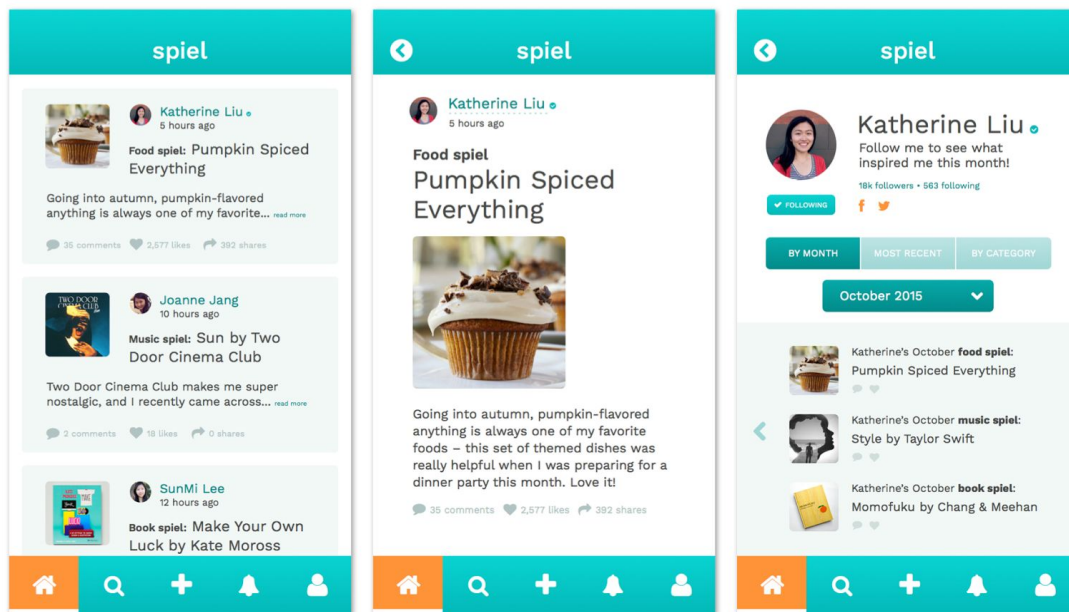 spiel
Katherine Liu
5 hours ago
Food spiel: Pumpkin Spiced
Everything
Going into autumn, pumpkin-flavored
anything is always one of my favorite... read more
35 comments 2,577 likes 392 shares
TWO DOOR
CINEMA CLUB
Joanne Jang
10 hours ago
Music spiel: Sun by Two
Door Cinema Club
Two Door Cinema Club makes me super
nostalgic, and I recently came across... read more
2 comments 18 likes 0 shares
SunMi Lee
12 hours ago
Book spiel: Make Your Own
Luck by Kate Moross
spiel
Katherine Liu
5 hours ago
Food spiel
Pumpkin Spiced
Everything
Going into autumn, pumpkin-flavored
anything is always one of my favorite
foods – this set of themed dishes was
really helpful when I was preparing for a
dinner party this month. Love it!
35 comments 2,577 likes 392 shares
spiel
Katherine Liu
Follow me to see what
inspired me this month!
18k followers • 563 following
FOLLOWING
BY MONTH MOST RECENT BY CATEGORY
October 2015
Katherine's October food spiel:
Pumpkin Spiced Everything
Katherine's October music spiel:
Style by Taylor Swift
Katherine's October book spiel:
Momofuku by Chang & Meehan